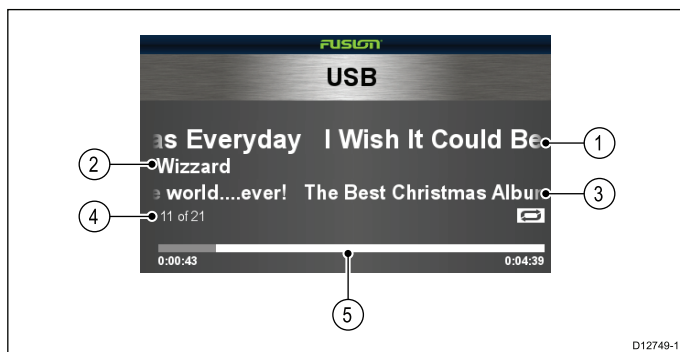 FUSION
USB
as Everyday I Wish It Could Be
1
2
Wizzard
e world....ever! The Best Christmas Albu
3
4
11 of 21
0:00:43
0:04:39
5
D12749-1